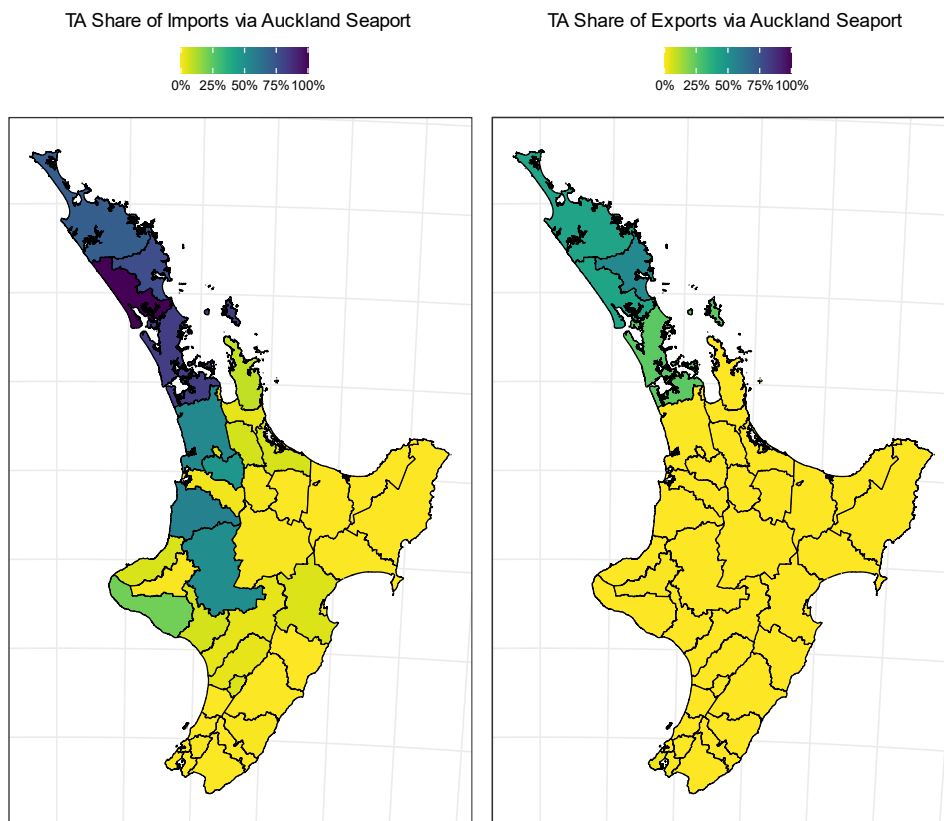 TA Share of Imports via Auckland Seaport
0% 25% 50% 75% 100%
TA Share of Exports via Auckland Seaport
0% 25% 50% 75% 100%